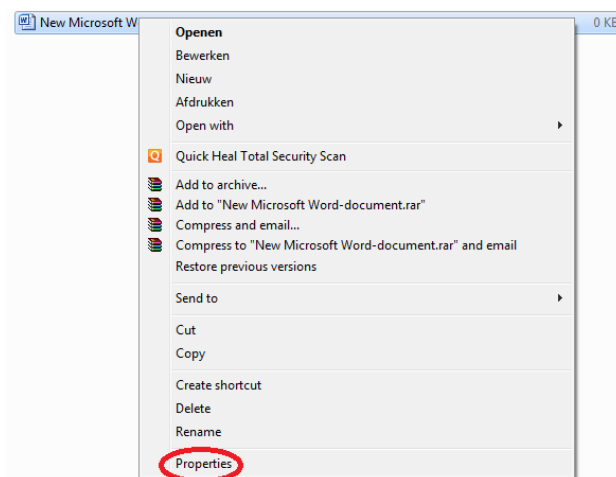 New Microsoft W 0 KB
Openen
Bewerken
Nieuw
Afdrukken
Open with
Quick Heal Total Security Scan
Add to archive...
Add to "New Microsoft Word-document.rar"
Compress and email...
Compress to "New Microsoft Word-document.rar" and email
Restore previous versions
Send to
Cut
Copy
Create shortcut
Delete
Rename
Properties